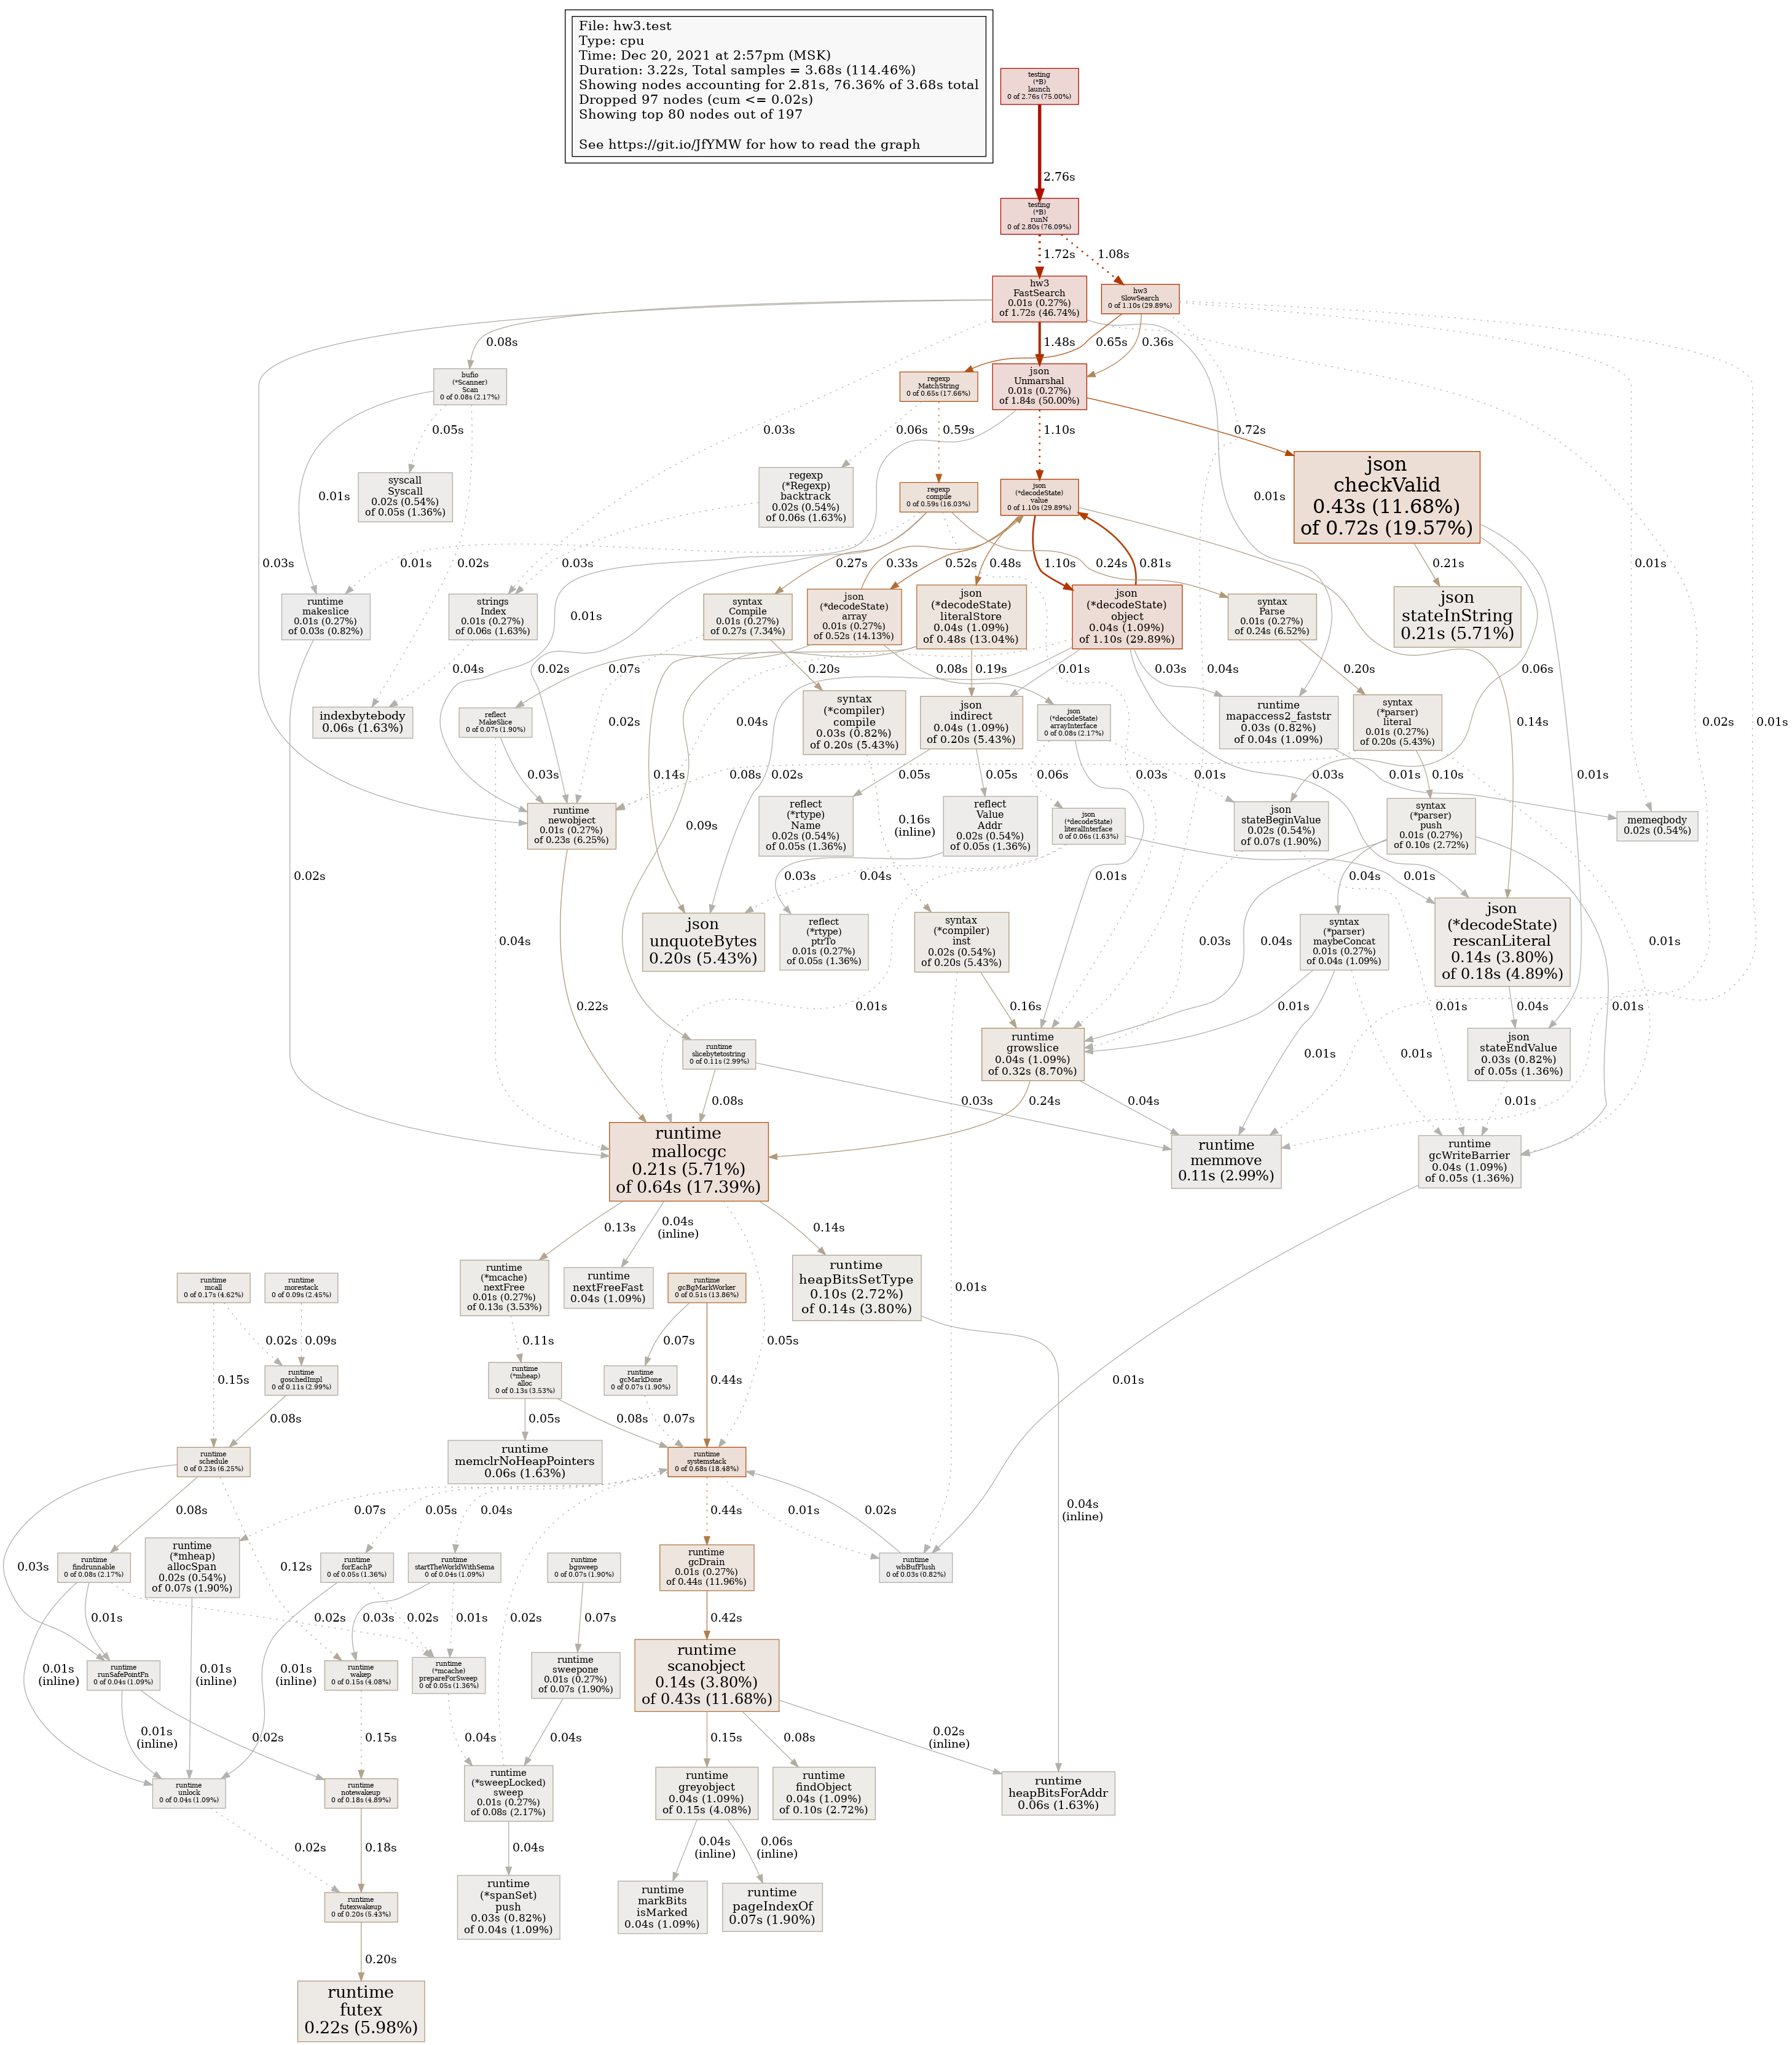 File: hw3.test
Type: cpu
Time: Dec 20, 2021 at 2:57pm (MSK)
Duration: 3.22s, Total samples = 3.68s (114.46%)
Showing nodes accounting for 2.81s, 76.36% of 3.68s total
Dropped 97 nodes (cum <= 0.02s)
Showing top 80 nodes out of 197
See https://git.io/JfYMW for how to read the graph
testing
(*B)
launch
0 of 2.76s (75.00%)
2.76s
testing
(*B)
runN
0 of 2.80s (76.09%)
1.72s
1.08s
hw3
FastSearch
0.01s (0.27%)
of 1.72s (46.74%)
hw3
SlowSearch
0 of 1.10s (29.89%)
0.08s
1.48s
0.65s
0.36s
bufio
(*Scanner)
Scan
0 of 0.08s (2.17%)
regexp
MatchString
0 of 0.65s (17.66%)
json
Unmarshal
0.01s (0.27%)
of 1.84s (50.00%)
0.05s
0.03s
0.06s
0.59s
1.10s
0.72s
syscall
Syscall
0.02s (0.54%)
of 0.05s (1.36%)
regexp
(*Regexp)
backtrack
0.02s (0.54%)
of 0.06s (1.63%)
regexp
compile
0 of 0.59s (16.03%)
json
(*decodeState)
value
0 of 1.10s (29.89%)
json
checkValid
0.43s (11.68%)
of 0.72s (19.57%)
0.01s
0.01s
0.03s
0.01s
0.02s
0.03s
0.27s
0.33s
0.52s
0.48s
1.10s
0.24s
0.81s
0.21s
0.01s
runtime
makeslice
0.01s (0.27%)
of 0.03s (0.82%)
strings
Index
0.01s (0.27%)
of 0.06s (1.63%)
0.01s
syntax
Compile
0.01s (0.27%)
of 0.27s (7.34%)
json
(*decodeState)
array
0.01s (0.27%)
of 0.52s (14.13%)
json
(*decodeState)
literalStore
0.04s (1.09%)
of 0.48s (13.04%)
json
(*decodeState)
object
0.04s (1.09%)
of 1.10s (29.89%)
syntax
Parse
0.01s (0.27%)
of 0.24s (6.52%)
json
stateInString
0.21s (5.71%)
0.04s
0.02s
0.07s
0.20s
0.08s
0.19s
0.01s
0.03s
0.04s
0.20s
0.06s
indexbytebody
0.06s (1.63%)
reflect
MakeSlice
0 of 0.07s (1.90%)
0.02s
0.04s
syntax
(*compiler)
compile
0.03s (0.82%)
of 0.20s (5.43%)
json
indirect
0.04s (1.09%)
of 0.20s (5.43%)
json
(*decodeState)
arrayInterface
0 of 0.08s (2.17%)
runtime
mapaccess2_faststr
0.03s (0.82%)
of 0.04s (1.09%)
syntax
(*parser)
literal
0.01s (0.27%)
of 0.20s (5.43%)
0.14s
0.02s
0.01s
0.03s
0.14s
0.08s
0.02s
0.05s
0.05s
0.06s
0.03s
0.01s
0.03s
0.01s
0.10s
0.01s
runtime
newobject
0.01s (0.27%)
of 0.23s (6.25%)
0.09s
reflect
(*rtype)
Name
0.02s (0.54%)
of 0.05s (1.36%)
0.16s
(inline)
reflect
Value
Addr
0.02s (0.54%)
of 0.05s (1.36%)
json
(*decodeState)
literalInterface
0 of 0.06s (1.63%)
json
stateBeginValue
0.02s (0.54%)
of 0.07s (1.90%)
syntax
(*parser)
push
0.01s (0.27%)
of 0.10s (2.72%)
memeqbody
0.02s (0.54%)
0.02s
0.03s
0.04s
0.01s
0.04s
0.01s
0.04s
json
unquoteBytes
0.20s (5.43%)
reflect
(*rtype)
ptrTo
0.01s (0.27%)
of 0.05s (1.36%)
syntax
(*compiler)
inst
0.02s (0.54%)
of 0.20s (5.43%)
0.03s
0.04s
syntax
(*parser)
maybeConcat
0.01s (0.27%)
of 0.04s (1.09%)
json
(*decodeState)
rescanLiteral
0.14s (3.80%)
of 0.18s (4.89%)
0.01s
0.22s
0.01s
0.16s
0.01s
0.01s
0.04s
0.01s
runtime
slicebytetostring
0 of 0.11s (2.99%)
runtime
growslice
0.04s (1.09%)
of 0.32s (8.70%)
0.01s
0.01s
json
stateEndValue
0.03s (0.82%)
of 0.05s (1.36%)
0.08s
0.03s
0.24s
0.04s
0.01s
runtime
mallocgc
0.21s (5.71%)
of 0.64s (17.39%)
runtime
memmove
0.11s (2.99%)
runtime
gcWriteBarrier
0.04s (1.09%)
of 0.05s (1.36%)
0.13s
0.04s
(inline)
0.14s
runtime
mcall
0 of 0.17s (4.62%)
runtime
morestack
0 of 0.09s (2.45%)
runtime
(*mcache)
nextFree
0.01s (0.27%)
of 0.13s (3.53%)
runtime
nextFreeFast
0.04s (1.09%)
runtime
gcBgMarkWorker
0 of 0.51s (13.86%)
runtime
heapBitsSetType
0.10s (2.72%)
of 0.14s (3.80%)
0.01s
0.02s
0.09s
0.11s
0.07s
0.05s
0.15s
runtime
goschedImpl
0 of 0.11s (2.99%)
runtime
(*mheap)
alloc
0 of 0.13s (3.53%)
runtime
gcMarkDone
0 of 0.07s (1.90%)
0.44s
0.01s
0.08s
0.05s
0.08s
0.07s
runtime
schedule
0 of 0.23s (6.25%)
runtime
memclrNoHeapPointers
0.06s (1.63%)
runtime
systemstack
0 of 0.68s (18.48%)
0.08s
0.07s
0.05s
0.04s
0.44s
0.01s
0.02s
0.04s
(inline)
0.03s
runtime
findrunnable
0 of 0.08s (2.17%)
runtime
(*mheap)
allocSpan
0.02s (0.54%)
of 0.07s (1.90%)
0.12s
runtime
forEachP
0 of 0.05s (1.36%)
runtime
startTheWorldWithSema
0 of 0.04s (1.09%)
runtime
bgsweep
0 of 0.07s (1.90%)
runtime
gcDrain
0.01s (0.27%)
of 0.44s (11.96%)
runtime
wbBufFlush
0 of 0.03s (0.82%)
0.01s
0.02s
0.03s
0.02s
0.01s
0.02s
0.07s
0.42s
0.01s
(inline)
runtime
runSafePointFn
0 of 0.04s (1.09%)
0.01s
(inline)
0.01s
(inline)
runtime
wakep
0 of 0.15s (4.08%)
runtime
(*mcache)
prepareForSweep
0 of 0.05s (1.36%)
runtime
sweepone
0.01s (0.27%)
of 0.07s (1.90%)
runtime
scanobject
0.14s (3.80%)
of 0.43s (11.68%)
0.01s
(inline)
0.02s
0.15s
0.04s
0.04s
0.15s
0.08s
0.02s
(inline)
runtime
unlock
0 of 0.04s (1.09%)
runtime
notewakeup
0 of 0.18s (4.89%)
runtime
(*sweepLocked)
sweep
0.01s (0.27%)
of 0.08s (2.17%)
runtime
greyobject
0.04s (1.09%)
of 0.15s (4.08%)
runtime
findObject
0.04s (1.09%)
of 0.10s (2.72%)
runtime
heapBitsForAddr
0.06s (1.63%)
0.02s
0.18s
0.04s
0.04s
(inline)
0.06s
(inline)
runtime
futexwakeup
0 of 0.20s (5.43%)
runtime
(*spanSet)
push
0.03s (0.82%)
of 0.04s (1.09%)
runtime
markBits
isMarked
0.04s (1.09%)
runtime
pageIndexOf
0.07s (1.90%)
0.20s
runtime
futex
0.22s (5.98%)